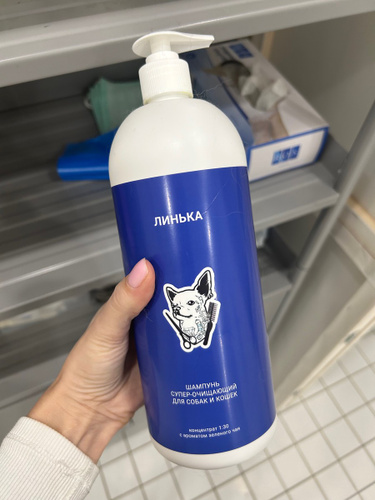 ЛИНЬКА
ШАМПУНЬ
СУПЕР-ОЧИЩАЮЩИЙ
ДЛЯ СОБАК И КОШЕК
концентрат 1:30
с ароматом зеленого чая